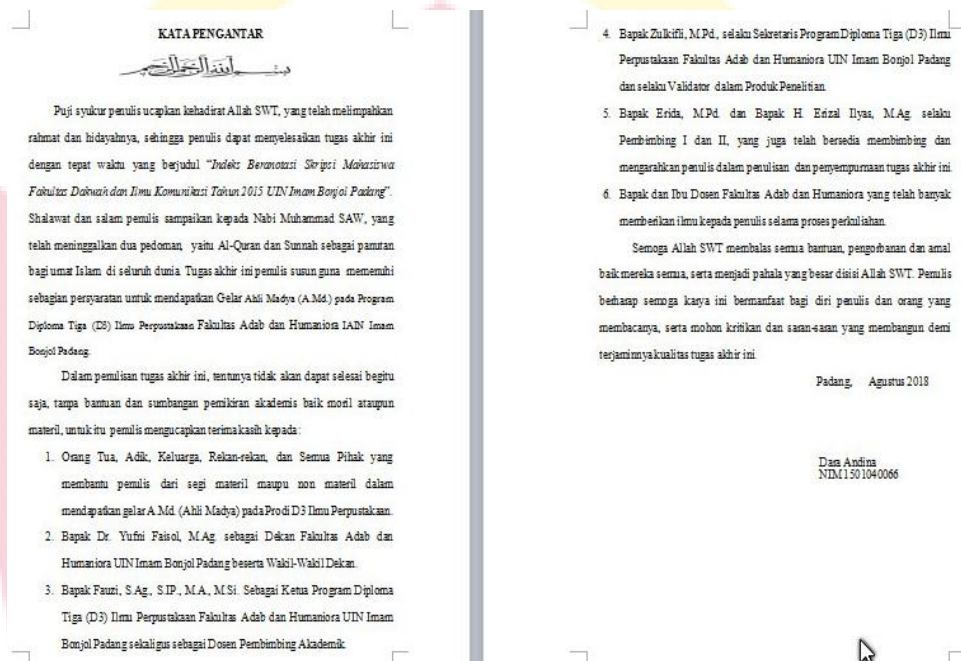 KATA PENGANTAR
بسم الله الرحمن الرحيم
Puji syukur penulis ucapkan kehadirat Allah SWT, yang telah melimpahkan
rahmat dan hidayahnya, sehingga penulis dapat menyelesaikan tugas akhir ini
dengan tepat waktu yang berjudul "Indeks Beranotasi Skripsi Mahasiswa
Fakultas Dakwah dan Ilmu Komunikasi Tahun 2015 UIN Imam Bonjol Padang".
Shalawat dan salam penulis sampaikan kepada Nabi Muhammad SAW, yang
telah meninggalkan dua pedoman, yaitu Al-Quran dan Sunnah sebagai panutan
bagi umat Islam di seluruh dunia. Tugas akhir ini penulis susun guna memenuhi
sebagian persyaratan untuk mendapatkan Gelar Ahli Madya (A.Md.) pada Program
Diploma Tiga (D3) Ilmu Perpustakaan Fakultas Adab dan Humaniora IAIN Imam
Bonjol Padang.
Dalam penulisan tugas akhir ini, tentunya tidak akan dapat selesai begitu
saja, tanpa bantuan dan sumbangan pemikiran akademis baik moril ataupun
materil, untuk itu penulis mengucapkan terima kasih kepada :
1. Orang Tua, Adik, Keluarga, Rekan-rekan, dan Semua Pihak yang
membantu penulis dari segi materil maupun non materil dalam
mendapatkan gelar A.Md. (Ahli Madya) pada Prodi D3 Ilmu Perpustakaan.
2. Bapak Dr. Yufni Faisol, M.Ag. sebagai Dekan Fakultas Adab dan
Humaniora UIN Imam Bonjol Padang beserta Wakil-Wakil Dekan.
3. Bapak Fauzi, S.Ag., S.IP., M.A., M.Si. Sebagai Ketua Program Diploma
Tiga (D3) Ilmu Perpustakaan Fakultas Adab dan Humaniora UIN Imam
Bonjol Padang sekaligus sebagai Dosen Pembimbing Akademik.
4. Bapak Zulkifli, M.Pd., selaku Sekretaris Program Diploma Tiga (D3) Ilmu
Perpustakaan Fakultas Adab dan Humaniora UIN Imam Bonjol Padang
dan selaku Validator dalam Produk Penelitian.
5. Bapak Erida, M.Pd. dan Bapak H. Erizal Ilyas, M.Ag. selaku
Pembimbing I dan II, yang juga telah bersedia membimbing dan
mengarahkan penulis dalam penulisan dan penyempurnaan tugas akhir ini.
6. Bapak dan Ibu Dosen Fakultas Adab dan Humaniora yang telah banyak
memberikan ilmu kepada penulis selama proses perkuliahan.
Semoga Allah SWT membalas semua bantuan, pengorbanan dan amal
baik mereka semua, serta menjadi pahala yang besar disisi Allah SWT. Penulis
berharap semoga karya ini bermanfaat bagi diri penulis dan orang yang
membacanya, serta mohon kritikan dan saran-saran yang membangun demi
terjaminnya kualitas tugas akhir ini.
Padang, Agustus 2018
Dara Andina
NIM 1501040066